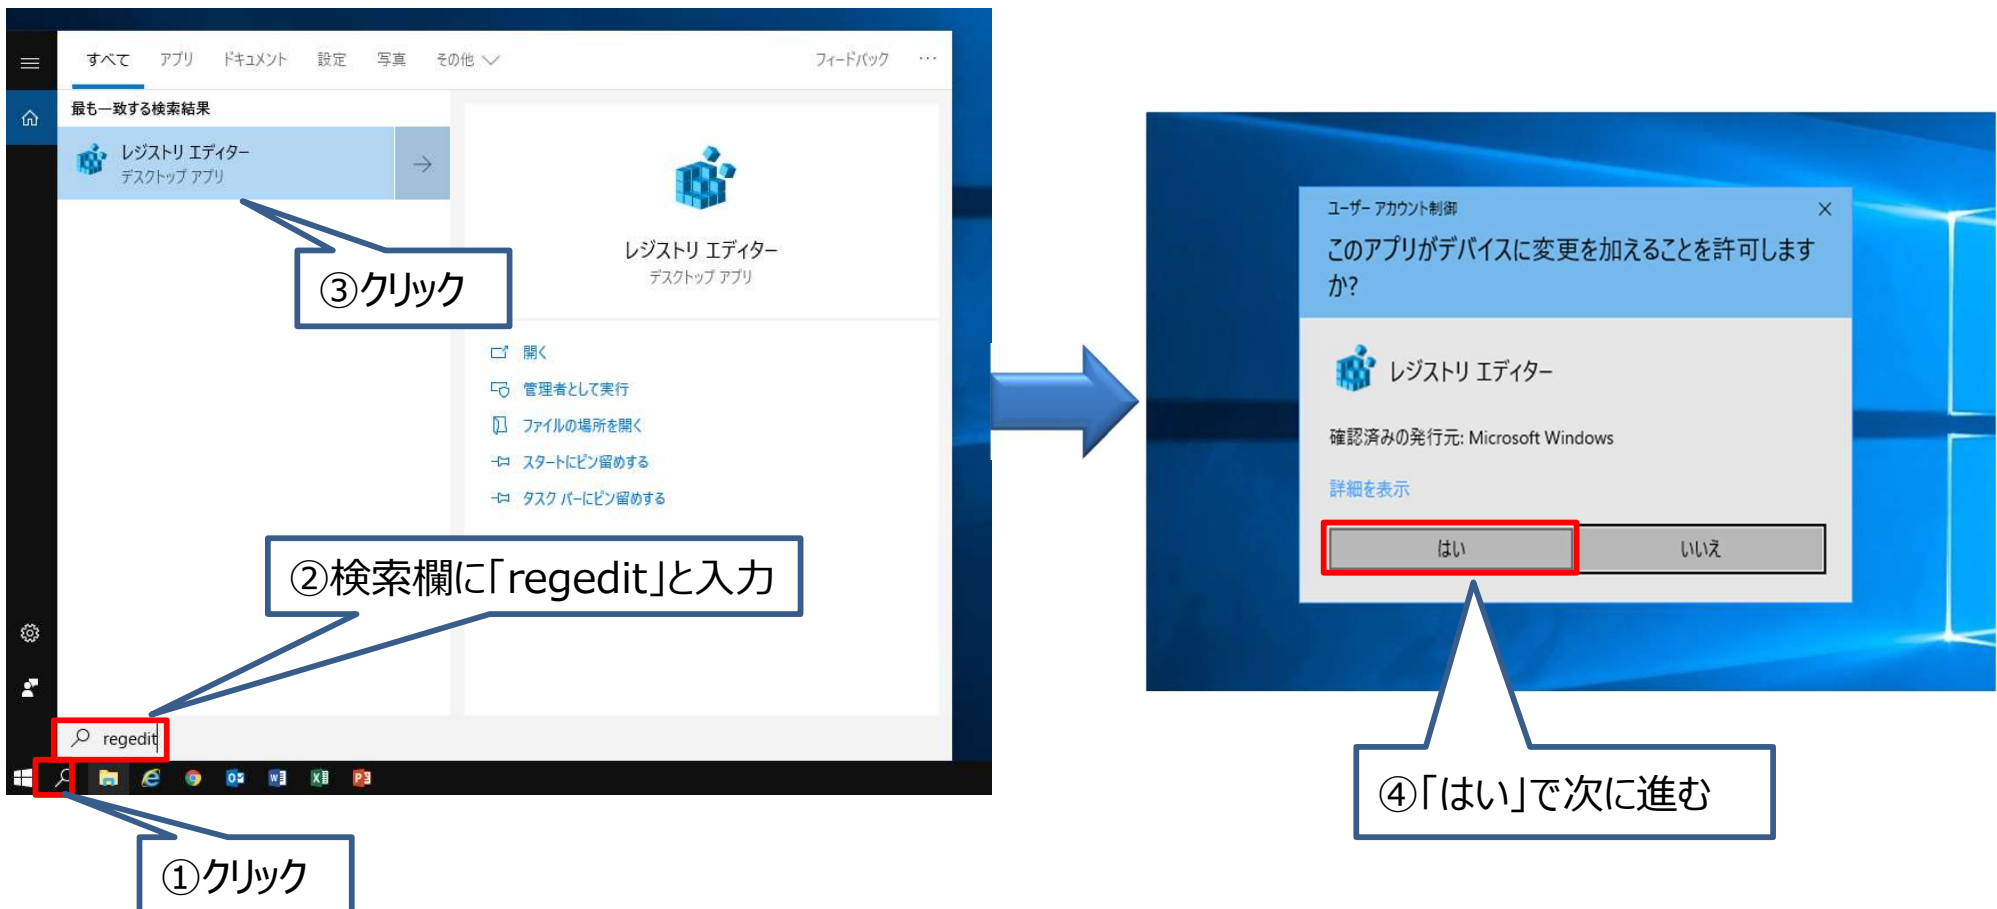 すべて アプリ ドキュメント 設定 写真 その他 フィードバック …
最も一致する検索結果
レジストリ エディター
デスクトップ アプリ
レジストリ エディター
デスクトップ アプリ
③クリック
開く
管理者として実行
ファイルの場所を開く
スタートにピン留めする
タスク バーにピン留めする
②検索欄に「regedit」と入力
regedit
①クリック
ユーザー アカウント制御
このアプリがデバイスに変更を加えることを許可します
か?
レジストリ エディター
確認済みの発行元: Microsoft Windows
詳細を表示
はい いいえ
④「はい」で次に進む